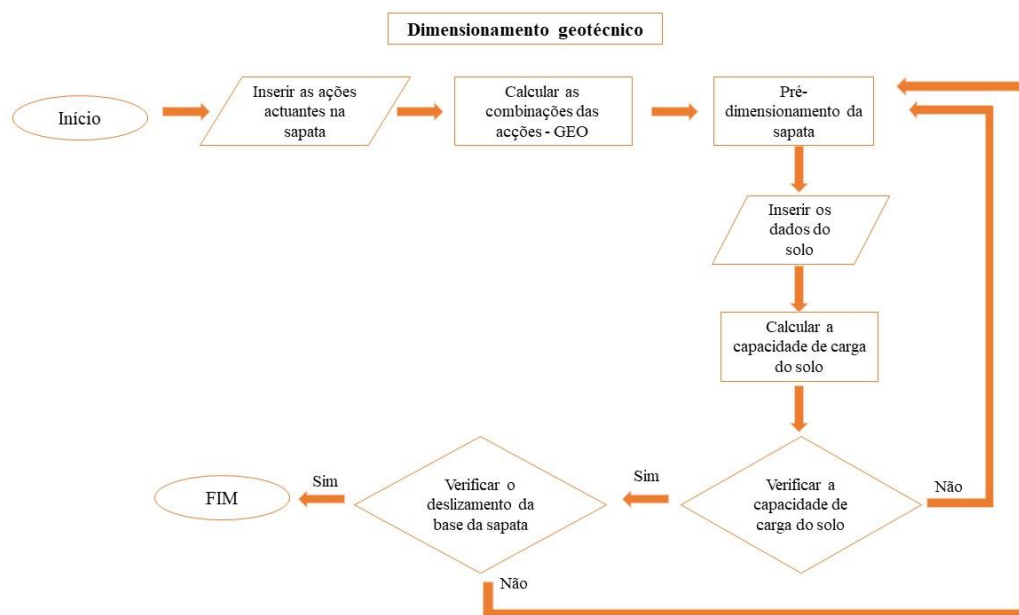 Dimensionamento geotécnico
Início
Inserir as ações
actuantes na
sapata
Calcular as
combinações das
acções - GEO
Pré-
dimensionamento da
sapata
Inserir os
dados do
solo
Calcular a
capacidade de carga
do solo
Verificar a
capacidade de
carga do solo
Não
Sim
Verificar o
deslizamento da
base da sapata
Sim
FIM
Não